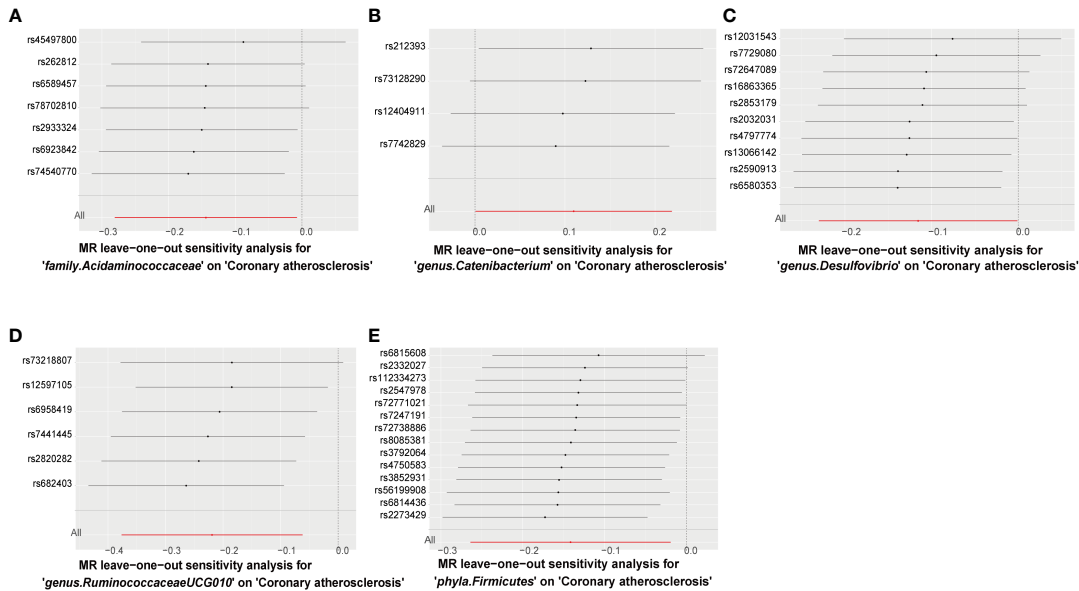 A
rs45497800
rs262812
rs6589457
rs78702810
rs2933324
rs6923842
rs74540770
All
−0.3 −0.2 −0.1 0.0
MR leave−one−out sensitivity analysis for
'family.Acidaminococcaceae' on 'Coronary atherosclerosis'
B
rs212393
rs73128290
rs12404911
rs7742829
All
0.0 0.1 0.2
MR leave−one−out sensitivity analysis for
'genus.Catenibacterium' on 'Coronary atherosclerosis'
C
rs12031543
rs7729080
rs72647089
rs16863365
rs2853179
rs2032031
rs4797774
rs13066142
rs2590913
rs6580353
All
−0.2 −0.1 0.0
MR leave−one−out sensitivity analysis for
'genus.Desulfovibrio' on 'Coronary atherosclerosis'
D
rs73218807
rs12597105
rs6958419
rs7441445
rs2820282
rs682403
All
−0.4 −0.3 −0.2 −0.1 0.0
MR leave−one−out sensitivity analysis for
'genus.RuminococcaceaeUCG010' on 'Coronary atherosclerosis'
E
rs6815608
rs2332027
rs112334273
rs2547978
rs72771021
rs7247191
rs72738886
rs8085381
rs3792064
rs4750583
rs3852931
rs56199908
rs6814436
rs2273429
All
−0.3 −0.2 −0.1 0.0
MR leave−one−out sensitivity analysis for
'phyla.Firmicutes' on 'Coronary atherosclerosis'